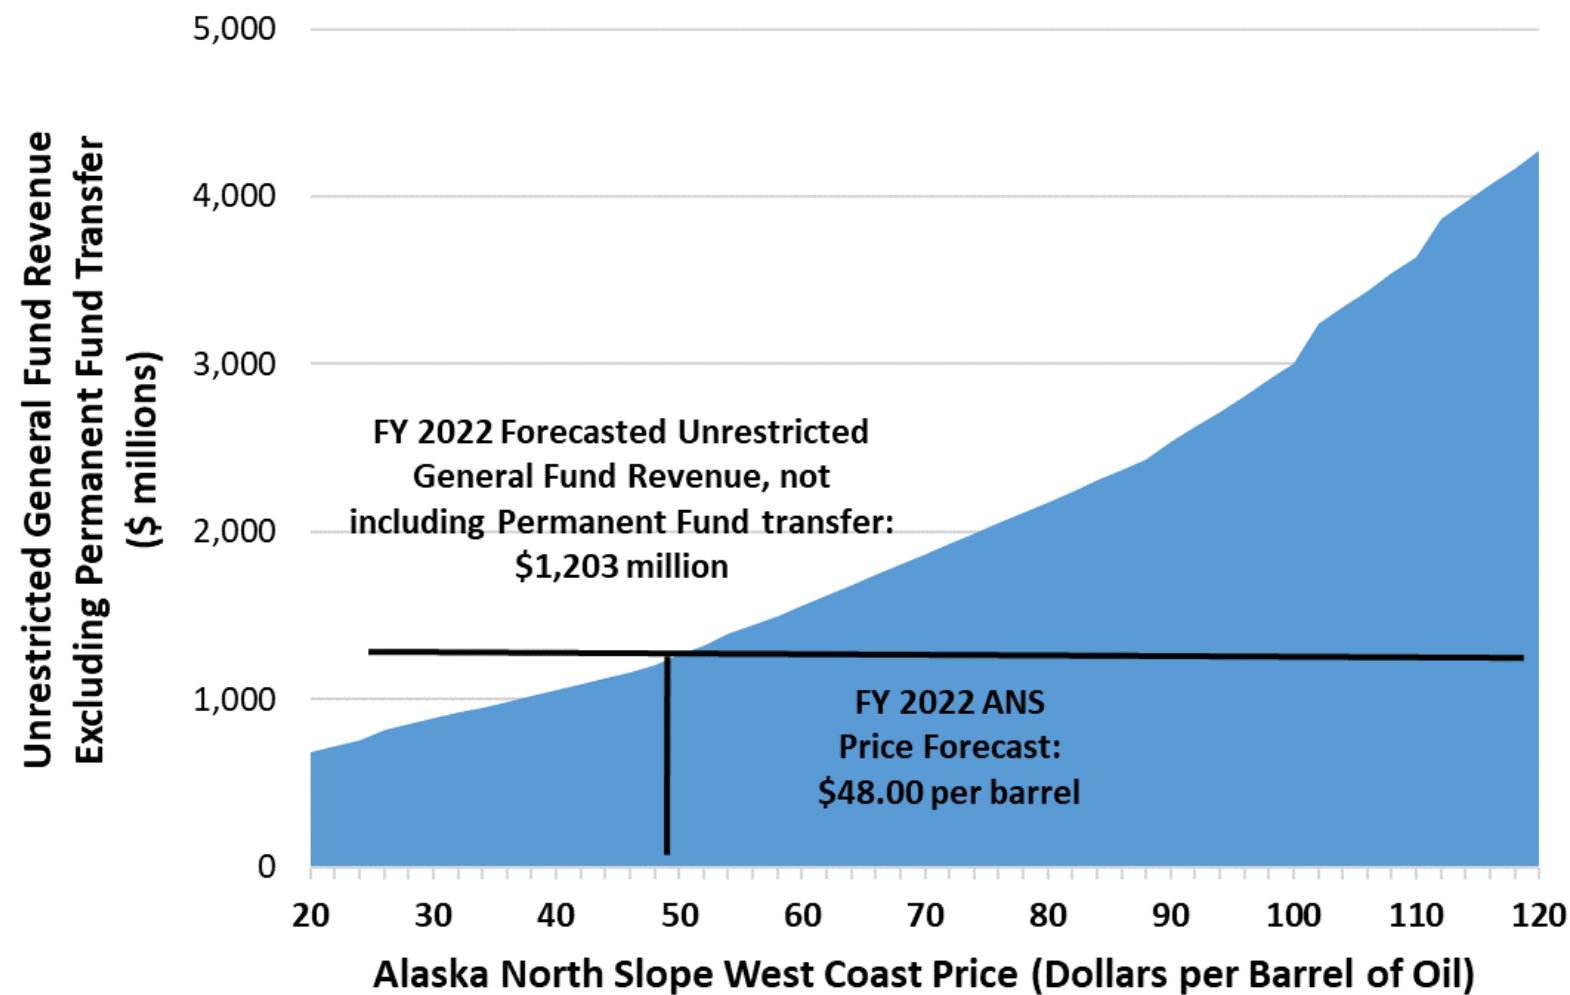 Unrestricted General Fund Revenue
Excluding Permanent Fund Transfer
($ millions)
5,000
4,000
3,000
2,000
1,000
0
FY 2022 Forecasted Unrestricted
General Fund Revenue, not
including Permanent Fund transfer:
$1,203 million
FY 2022 ANS
Price Forecast:
$48.00 per barrel
20 30 40 50 60 70 80 90 100 110 120
Alaska North Slope West Coast Price (Dollars per Barrel of Oil)